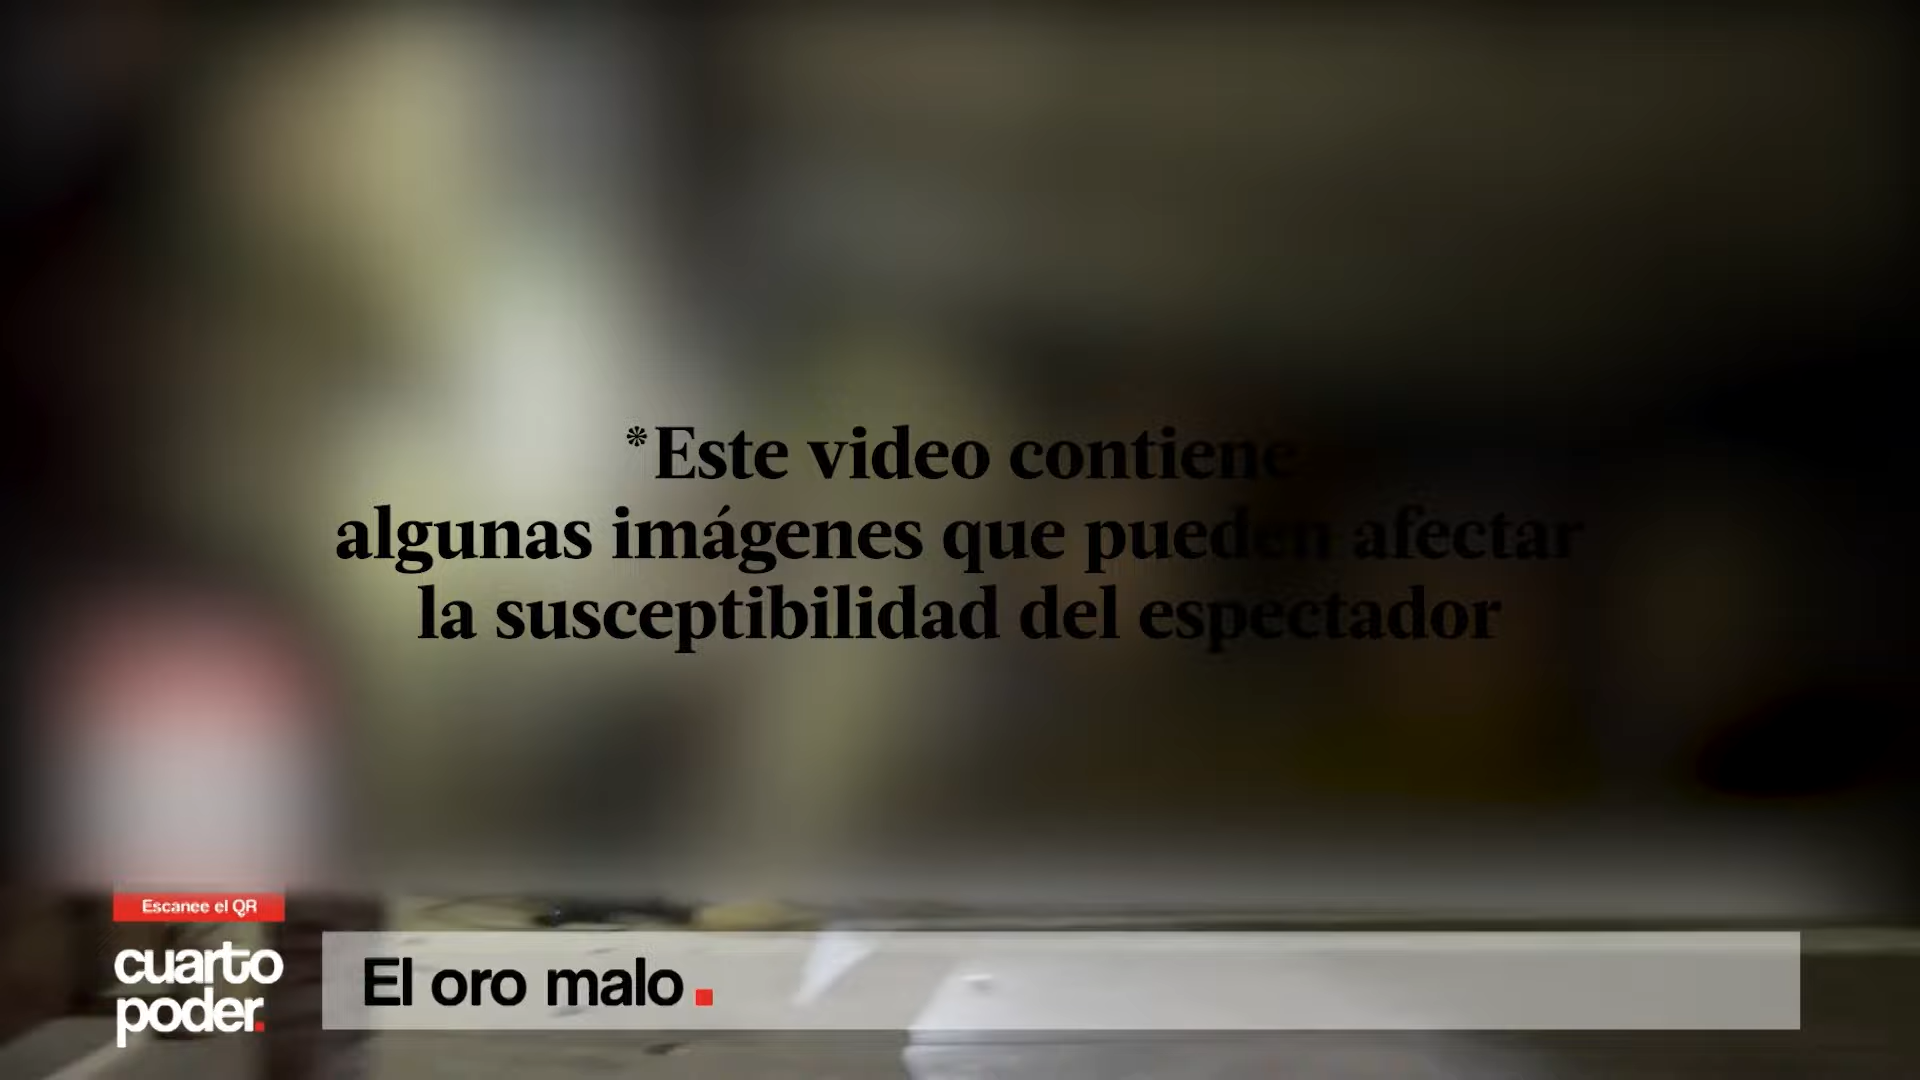 *Este video contiene
algunas imágenes que pueden afectar
la susceptibilidad del espectador
Escanee el QR
cuarto
poder.
El oro malo.